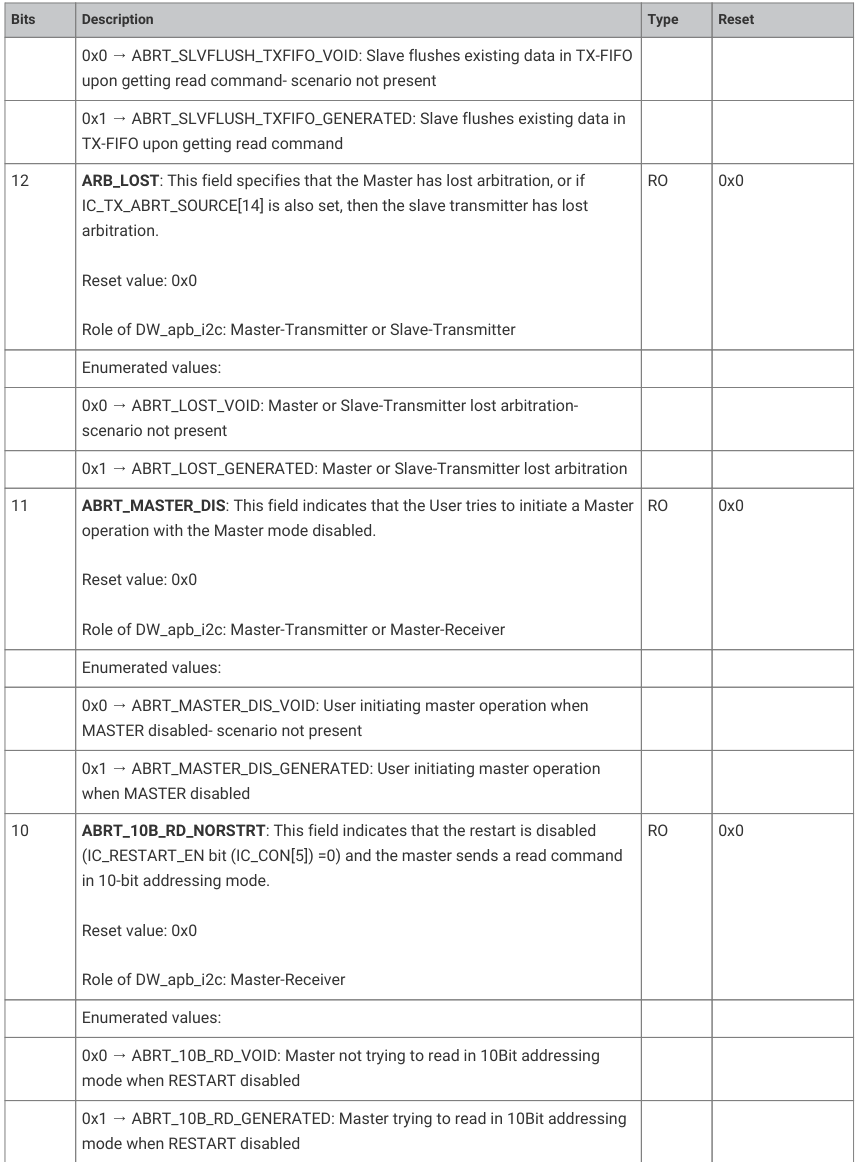 Bits Description Type Reset
0x0 → ABRT_SLVFLUSH_TXFIFO_VOID: Slave flushes existing data in TX-FIFO
upon getting read command- scenario not present
0x1 → ABRT_SLVFLUSH_TXFIFO_GENERATED: Slave flushes existing data in
TX-FIFO upon getting read command
12 ARB_LOST: This field specifies that the Master has lost arbitration, or if RO 0x0
IC_TX_ABRT_SOURCE[14] is also set, then the slave transmitter has lost
arbitration.
Reset value: 0x0
Role of DW_apb_i2c: Master-Transmitter or Slave-Transmitter
Enumerated values:
0x0 → ABRT_LOST_VOID: Master or Slave-Transmitter lost arbitration-
scenario not present
0x1 → ABRT_LOST_GENERATED: Master or Slave-Transmitter lost arbitration
11 ABRT_MASTER_DIS: This field indicates that the User tries to initiate a Master RO 0x0
operation with the Master mode disabled.
Reset value: 0x0
Role of DW_apb_i2c: Master-Transmitter or Master-Receiver
Enumerated values:
0x0 → ABRT_MASTER_DIS_VOID: User initiating master operation when
MASTER disabled- scenario not present
0x1 → ABRT_MASTER_DIS_GENERATED: User initiating master operation
when MASTER disabled
10 ABRT_10B_RD_NORSTRT: This field indicates that the restart is disabled RO 0x0
(IC_RESTART_EN bit (IC_CON[5]) =0) and the master sends a read command
in 10-bit addressing mode.
Reset value: 0x0
Role of DW_apb_i2c: Master-Receiver
Enumerated values:
0x0 → ABRT_10B_RD_VOID: Master not trying to read in 10Bit addressing
mode when RESTART disabled
0x1 → ABRT_10B_RD_GENERATED: Master trying to read in 10Bit addressing
mode when RESTART disabled